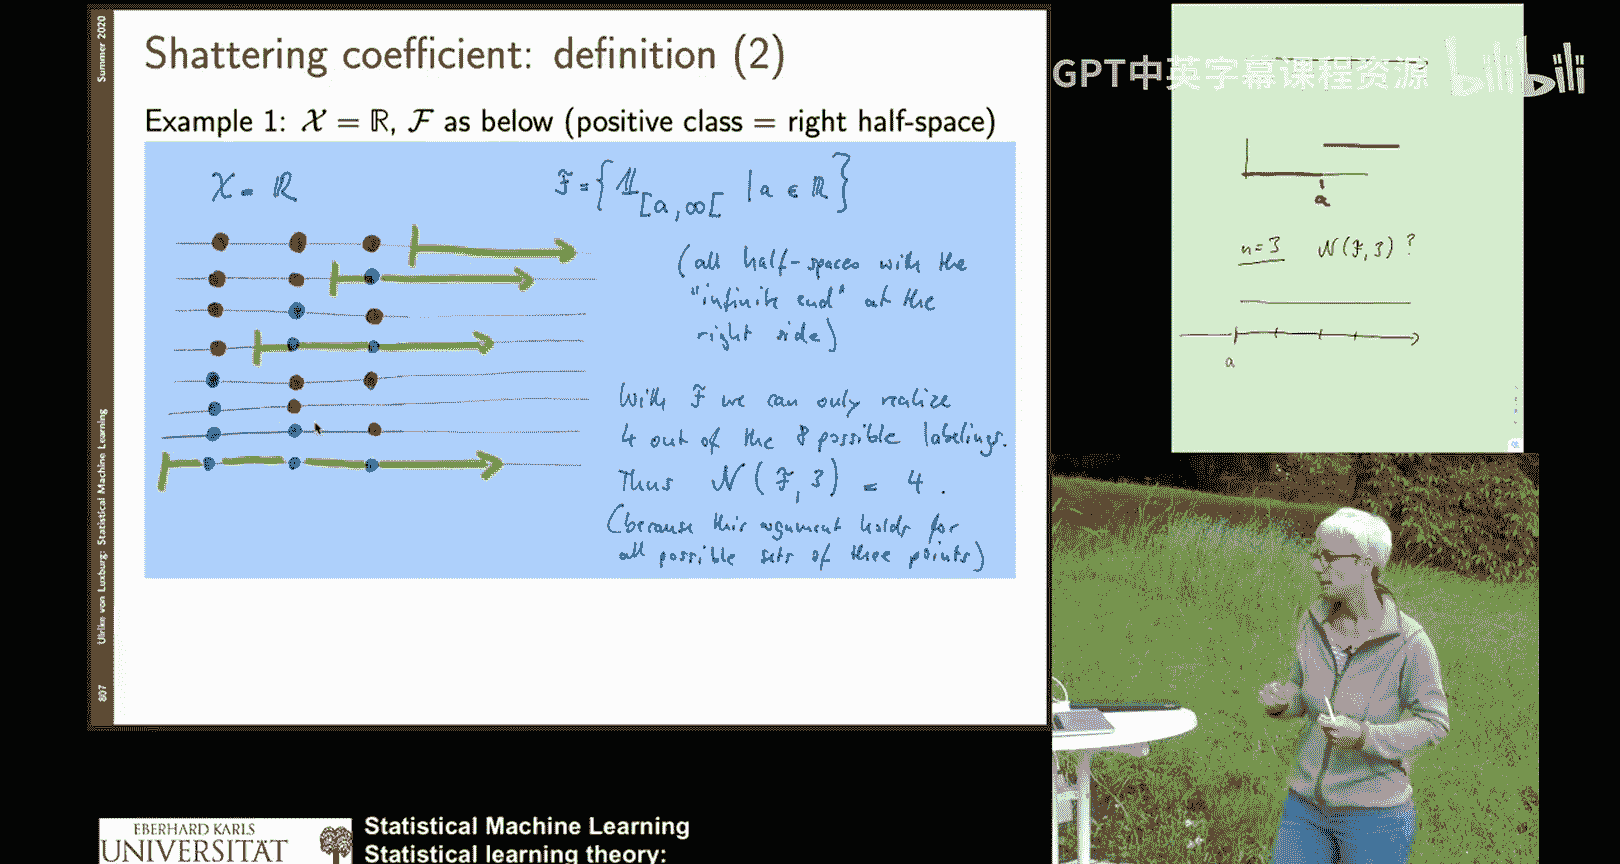 Summer 2020
Shattering coefficient: definition (2)
Example 1: 𝒳 = ℝ, ℱ as below (positive class = right half-space)
𝒳 = ℝ
ℱ = { 𝟙[a,∞[ | a ∈ ℝ }
(all half-spaces with the
"infinite end" at the
right side)
With ℱ we can only realize
4 out of the 8 possible labelings.
Thus 𝒩(ℱ, 3) = 4.
(because this argument holds for
all possible sets of three points)
Ulrike von Luxburg: Statistical Machine Learning
807
GPT中英字幕课程资源
bilibili
a
n=3 𝒩(ℱ,3)?
a
EBERHARD KARLS
UNIVERSITÄT
Statistical Machine Learning
Statistical learning theory: